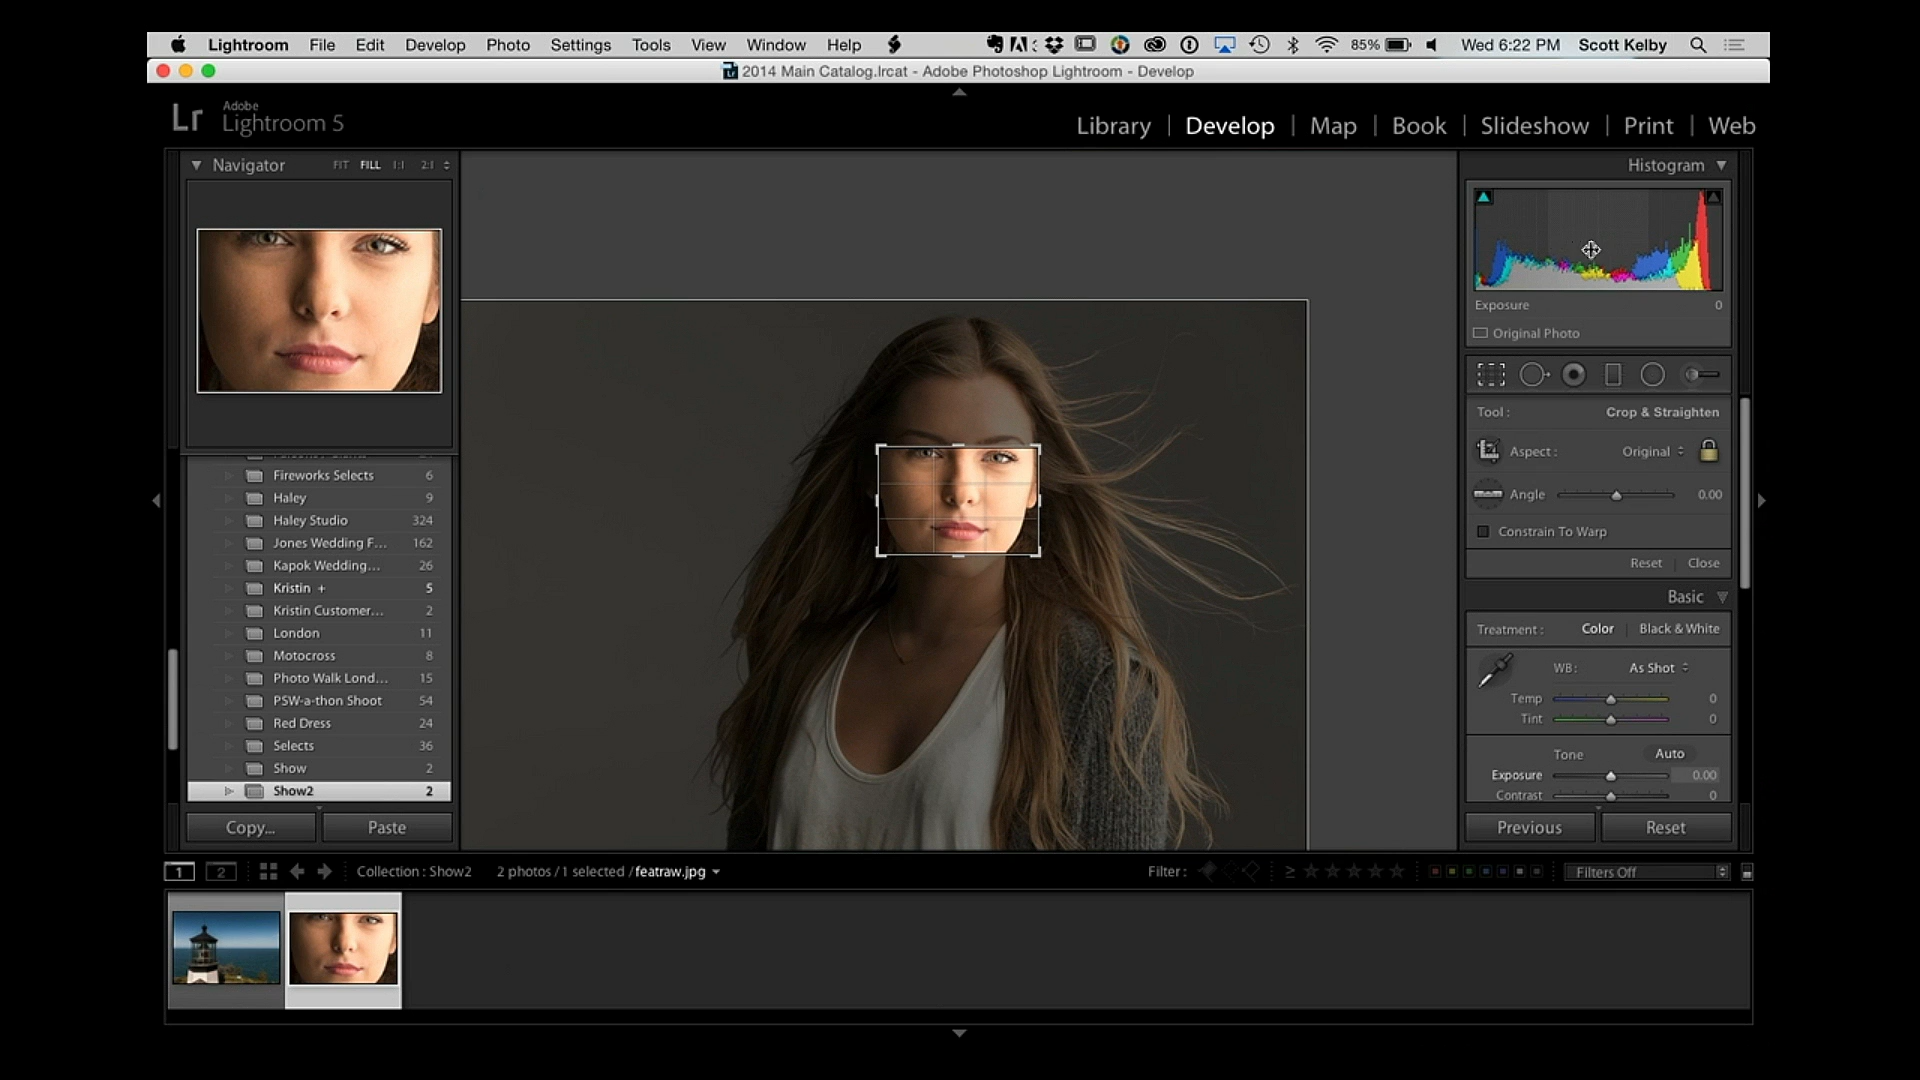 Lightroom File Edit Develop Photo Settings Tools View Window Help 85% Wed 6:22 PM Scott Kelby
2014 Main Catalog.lrcat - Adobe Photoshop Lightroom - Develop
Lr Adobe Lightroom 5
Library | Develop | Map | Book | Slideshow | Print | Web
Navigator FIT FILL 1:1 2:1
Fireworks Selects 6
Haley 9
Haley Studio 324
Jones Wedding F... 162
Kapok Wedding... 26
Kristin + 5
Kristin Customer... 2
London 11
Motocross 8
Photo Walk Lond... 15
PSW-a-thon Shoot 54
Red Dress 24
Selects 36
Show 2
Show2 2
Copy... Paste
Histogram
Exposure 0
Original Photo
Tool : Crop & Straighten
Aspect : Original
Angle 0.00
Constrain To Warp
Reset | Close
Basic
Treatment : Color | Black & White
WB : As Shot
Temp 0
Tint 0
Tone Auto
Exposure 0.00
Contrast 0
Previous Reset
1 2 Collection : Show2 2 photos / 1 selected / featraw.jpg Filter : ≥ Filters Off